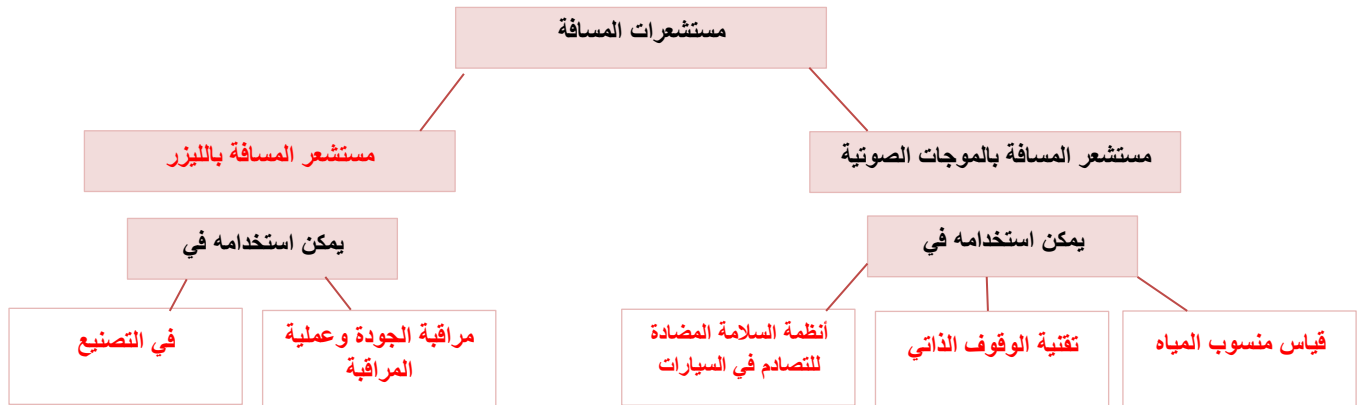 مستشعرات المسافة
مستشعر المسافة بالموجات الصوتية
مستشعر المسافة بالليزر
يمكن استخدامه في
يمكن استخدامه في
قياس منسوب المياه
تقنية الوقوف الذاتي
أنظمة السلامة المضادة
للتصادم في السيارات
مراقبة الجودة وعملية
المراقبة
في التصنيع